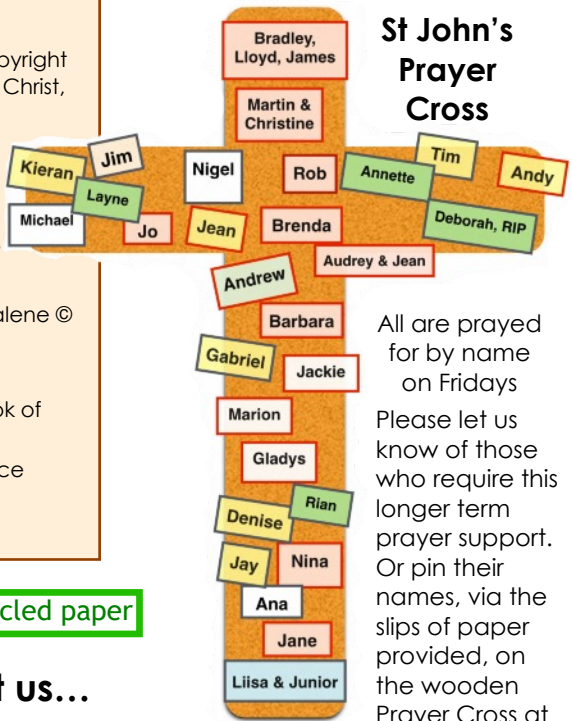 pyright
Christ,
alene ©
ok of
ce
cled paper
t us…
St John's
Prayer
Cross
Bradley,
Lloyd, James
Martin &
Christine
Kieran
Jim
Nigel
Rob
Annette
Tim
Andy
Layne
Michael
Jo
Jean
Brenda
Deborah, RIP
Audrey & Jean
Andrew
Barbara
Gabriel
Jackie
Marion
Gladys
Rian
Denise
Jay
Nina
Ana
Jane
Liisa & Junior
All are prayed
for by name
on Fridays
Please let us
know of those
who require this
longer term
prayer support.
Or pin their
names, via the
slips of paper
provided, on
the wooden
Prayer Cross at